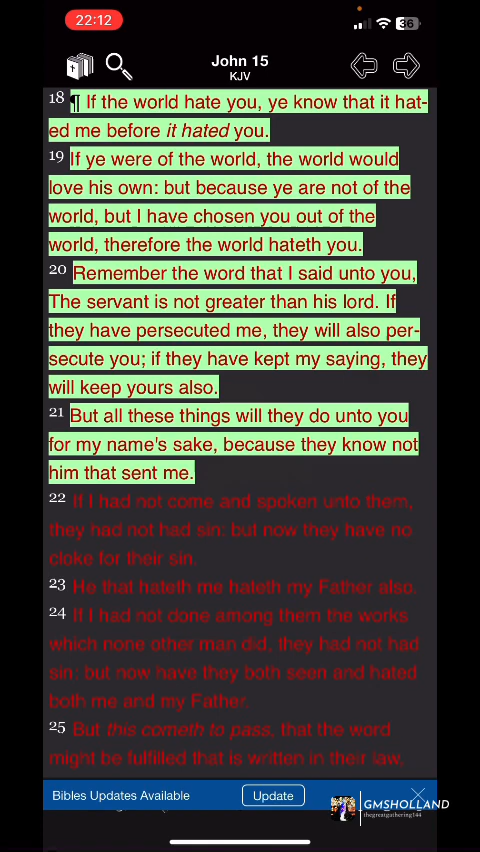 22:12
36
John 15
KJV
18 ¶ If the world hate you, ye know that it hat-
ed me before it hated you.
19 If ye were of the world, the world would
love his own: but because ye are not of the
world, but I have chosen you out of the
world, therefore the world hateth you.
20 Remember the word that I said unto you,
The servant is not greater than his lord. If
they have persecuted me, they will also per-
secute you; if they have kept my saying, they
will keep yours also.
21 But all these things will they do unto you
for my name's sake, because they know not
him that sent me.
22 If I had not come and spoken unto them,
they had not had sin: but now they have no
cloke for their sin.
23 He that hateth me hateth my Father also.
24 If I had not done among them the works
which none other man did, they had not had
sin: but now have they both seen and hated
both me and my Father.
25 But this cometh to pass, that the word
might be fulfilled that is written in their law,
Bibles Updates Available
Update
GMSHOLLAND
thegreatgathering144